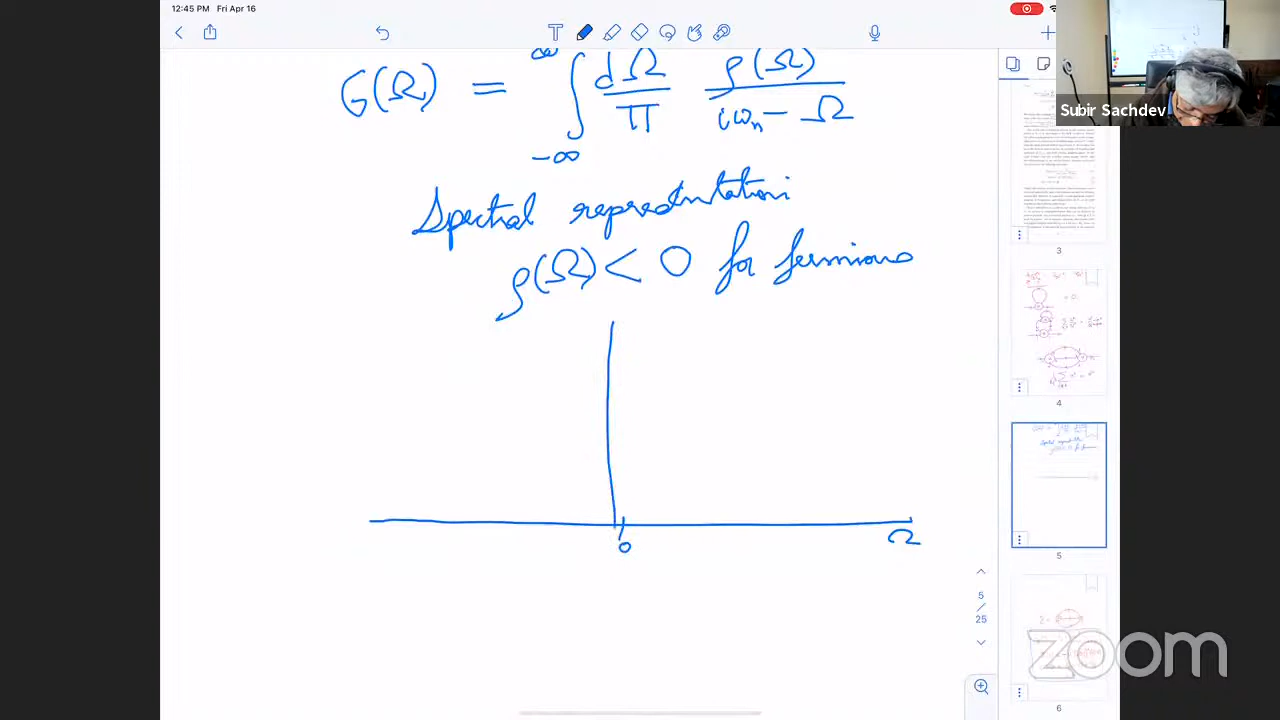 12:45 PM Fri Apr 16
G(Ω) = ∫_{-∞}^{∞} dΩ/π ρ(Ω)/(iωₙ - Ω)
Spectral representation
ρ(Ω) < 0 for fermions
0
Ω
Subir Sachdev
3
4
5
6
5
/
25
zoom